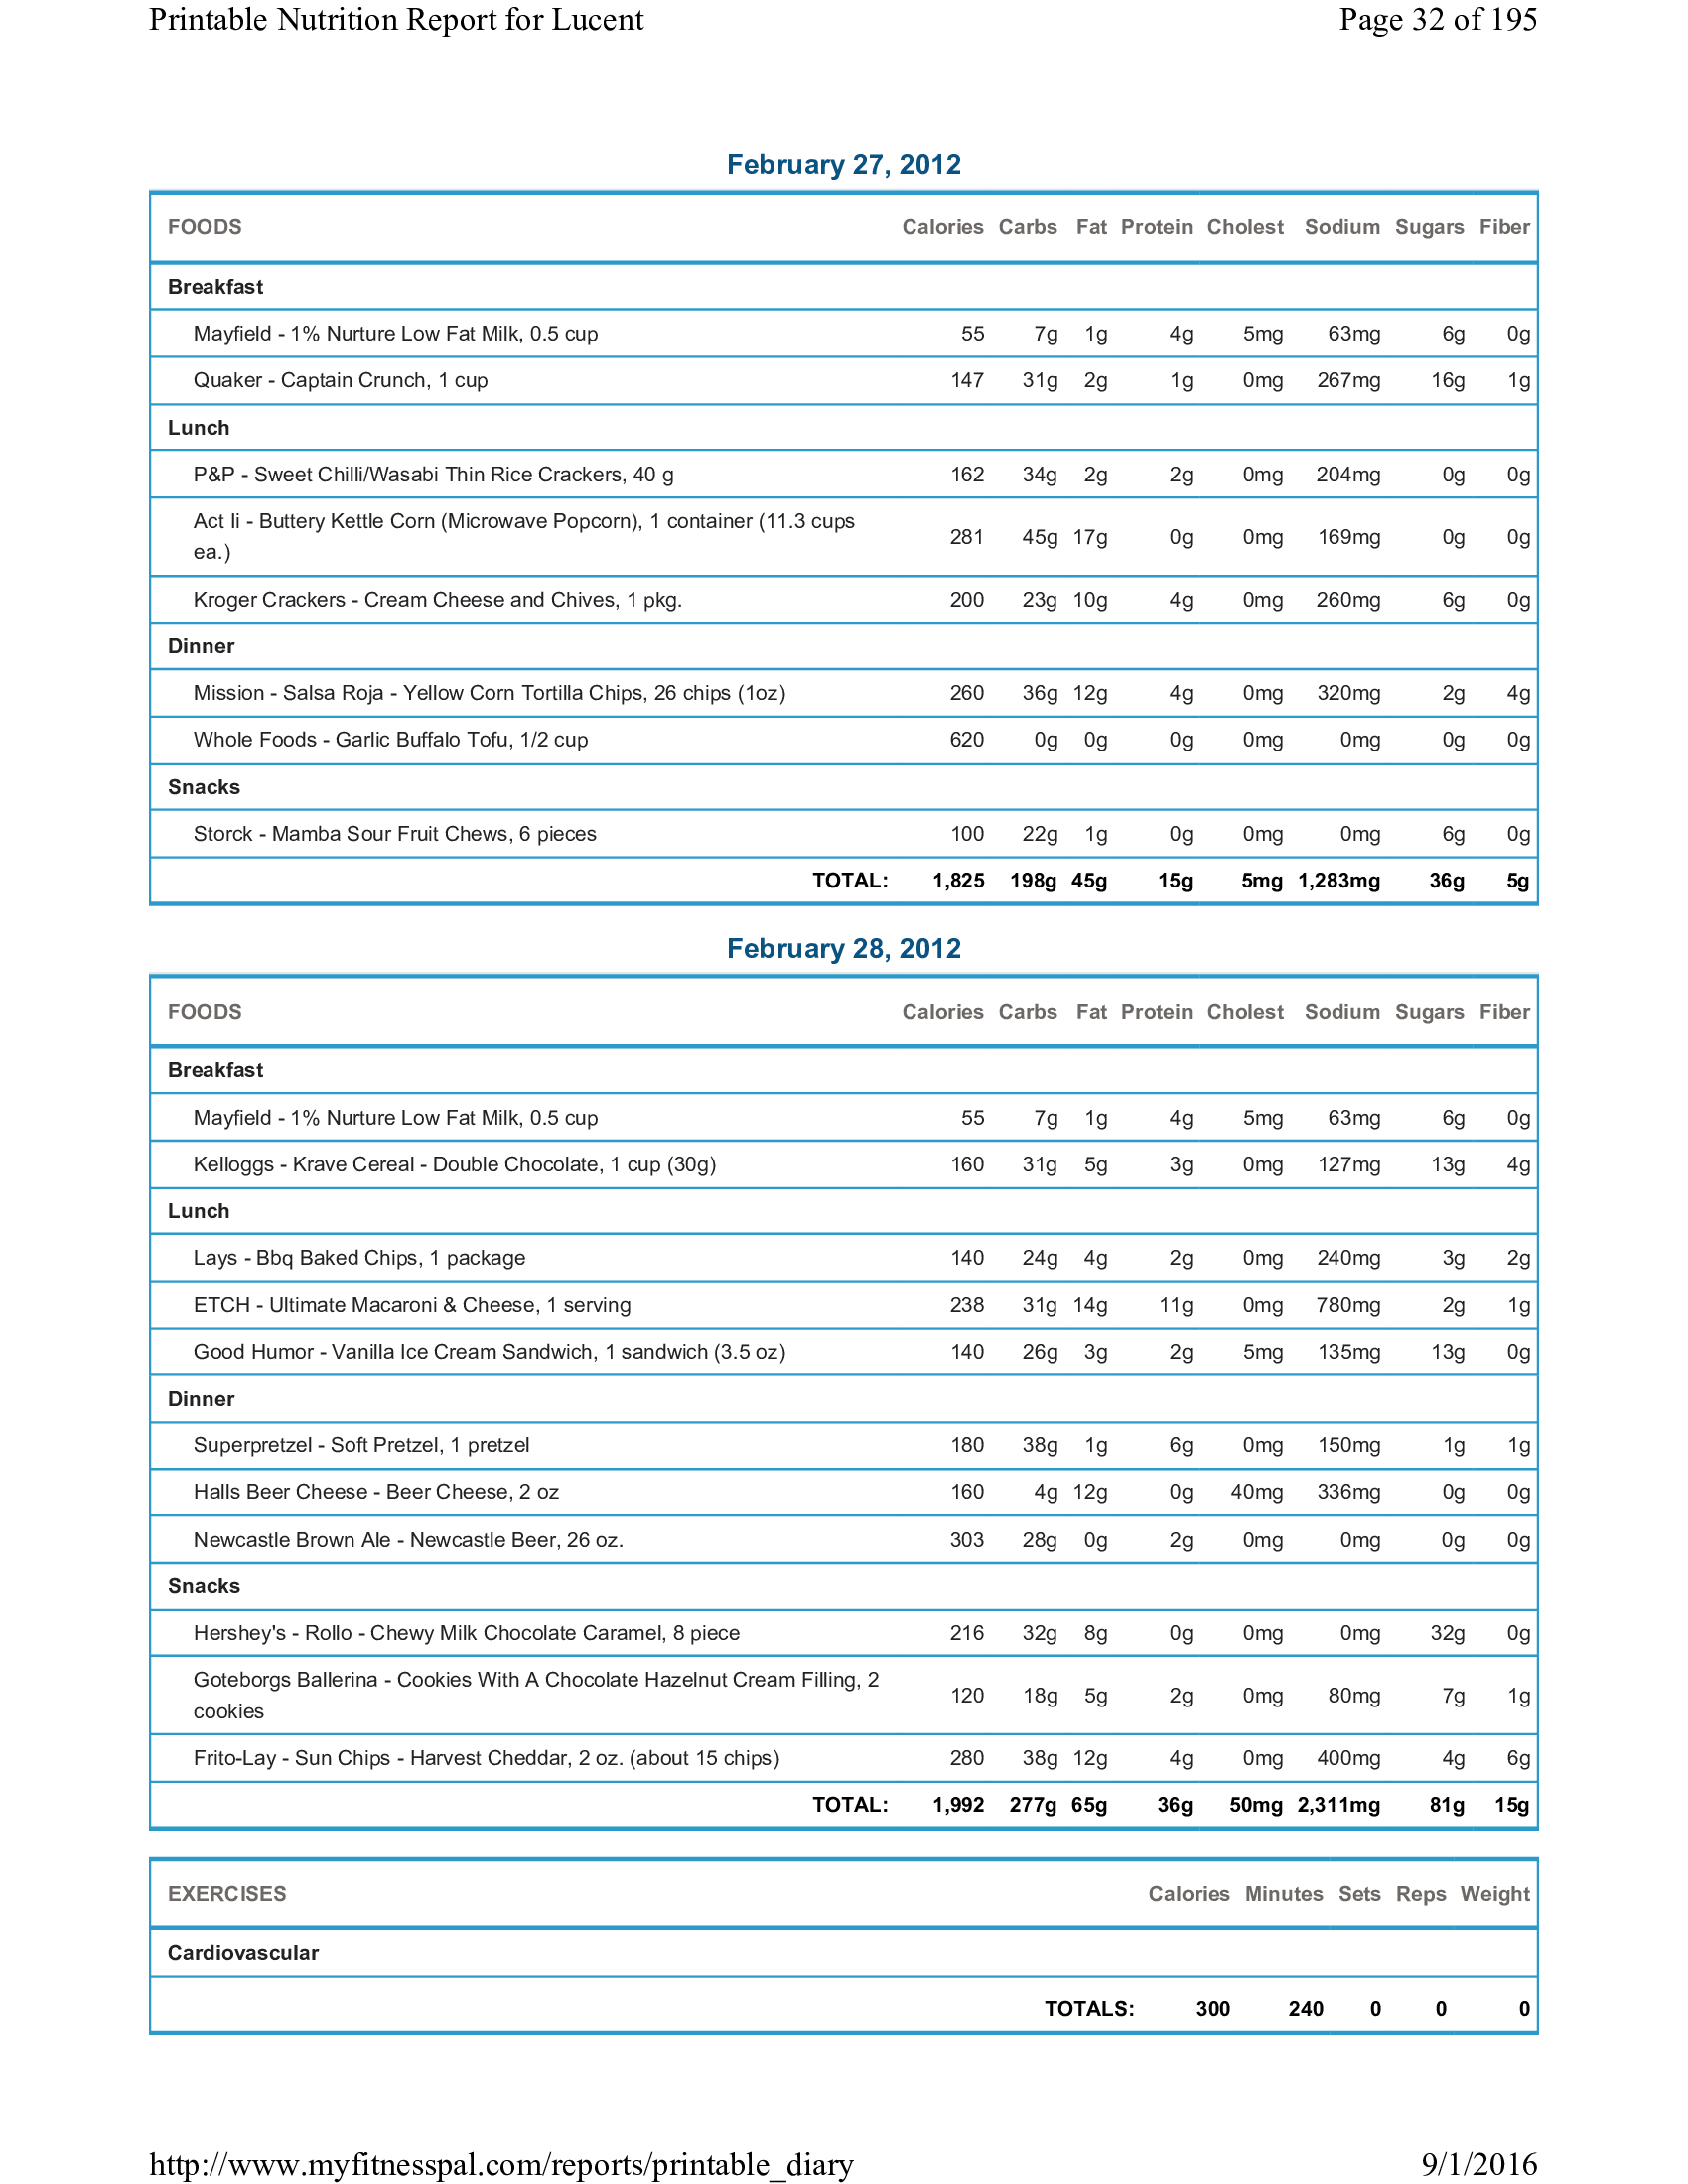 Printable Nutrition Report for Lucent Page 32 of 195
February 27, 2012
FOODS Calories Carbs Fat Protein Cholest Sodium Sugars Fiber
Breakfast
Mayfield - 1% Nurture Low Fat Milk, 0.5 cup 55 7g 1g 4g 5mg 63mg 6g 0g
Quaker - Captain Crunch, 1 cup 147 31g 2g 1g 0mg 267mg 16g 1g
Lunch
P&P - Sweet Chilli/Wasabi Thin Rice Crackers, 40 g 162 34g 2g 2g 0mg 204mg 0g 0g
Act Ii - Buttery Kettle Corn (Microwave Popcorn), 1 container (11.3 cups
ea.) 281 45g 17g 0g 0mg 169mg 0g 0g
Kroger Crackers - Cream Cheese and Chives, 1 pkg. 200 23g 10g 4g 0mg 260mg 6g 0g
Dinner
Mission - Salsa Roja - Yellow Corn Tortilla Chips, 26 chips (1oz) 260 36g 12g 4g 0mg 320mg 2g 4g
Whole Foods - Garlic Buffalo Tofu, 1/2 cup 620 0g 0g 0g 0mg 0mg 0g 0g
Snacks
Storck - Mamba Sour Fruit Chews, 6 pieces 100 22g 1g 0g 0mg 0mg 6g 0g
TOTAL: 1,825 198g 45g 15g 5mg 1,283mg 36g 5g
February 28, 2012
FOODS Calories Carbs Fat Protein Cholest Sodium Sugars Fiber
Breakfast
Mayfield - 1% Nurture Low Fat Milk, 0.5 cup 55 7g 1g 4g 5mg 63mg 6g 0g
Kelloggs - Krave Cereal - Double Chocolate, 1 cup (30g) 160 31g 5g 3g 0mg 127mg 13g 4g
Lunch
Lays - Bbq Baked Chips, 1 package 140 24g 4g 2g 0mg 240mg 3g 2g
ETCH - Ultimate Macaroni & Cheese, 1 serving 238 31g 14g 11g 0mg 780mg 2g 1g
Good Humor - Vanilla Ice Cream Sandwich, 1 sandwich (3.5 oz) 140 26g 3g 2g 5mg 135mg 13g 0g
Dinner
Superpretzel - Soft Pretzel, 1 pretzel 180 38g 1g 6g 0mg 150mg 1g 1g
Halls Beer Cheese - Beer Cheese, 2 oz 160 4g 12g 0g 40mg 336mg 0g 0g
Newcastle Brown Ale - Newcastle Beer, 26 oz. 303 28g 0g 2g 0mg 0mg 0g 0g
Snacks
Hershey's - Rollo - Chewy Milk Chocolate Caramel, 8 piece 216 32g 8g 0g 0mg 0mg 32g 0g
Goteborgs Ballerina - Cookies With A Chocolate Hazelnut Cream Filling, 2
cookies 120 18g 5g 2g 0mg 80mg 7g 1g
Frito-Lay - Sun Chips - Harvest Cheddar, 2 oz. (about 15 chips) 280 38g 12g 4g 0mg 400mg 4g 6g
TOTAL: 1,992 277g 65g 36g 50mg 2,311mg 81g 15g
EXERCISES Calories Minutes Sets Reps Weight
Cardiovascular
TOTALS: 300 240 0 0 0
http://www.myfitnesspal.com/reports/printable_diary 9/1/2016